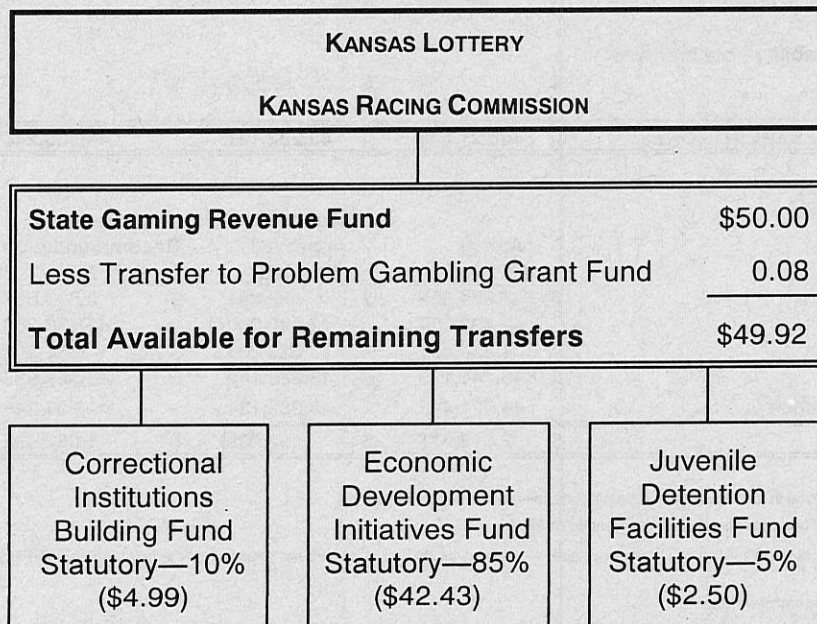 KANSAS LOTTERY
KANSAS RACING COMMISSION
State Gaming Revenue Fund $50.00
Less Transfer to Problem Gambling Grant Fund 0.08
Total Available for Remaining Transfers $49.92
Correctional
Institutions
Building Fund
Statutory—10%
($4.99)
Economic
Development
Initiatives Fund
Statutory—85%
($42.43)
Juvenile
Detention
Facilities Fund
Statutory—5%
($2.50)